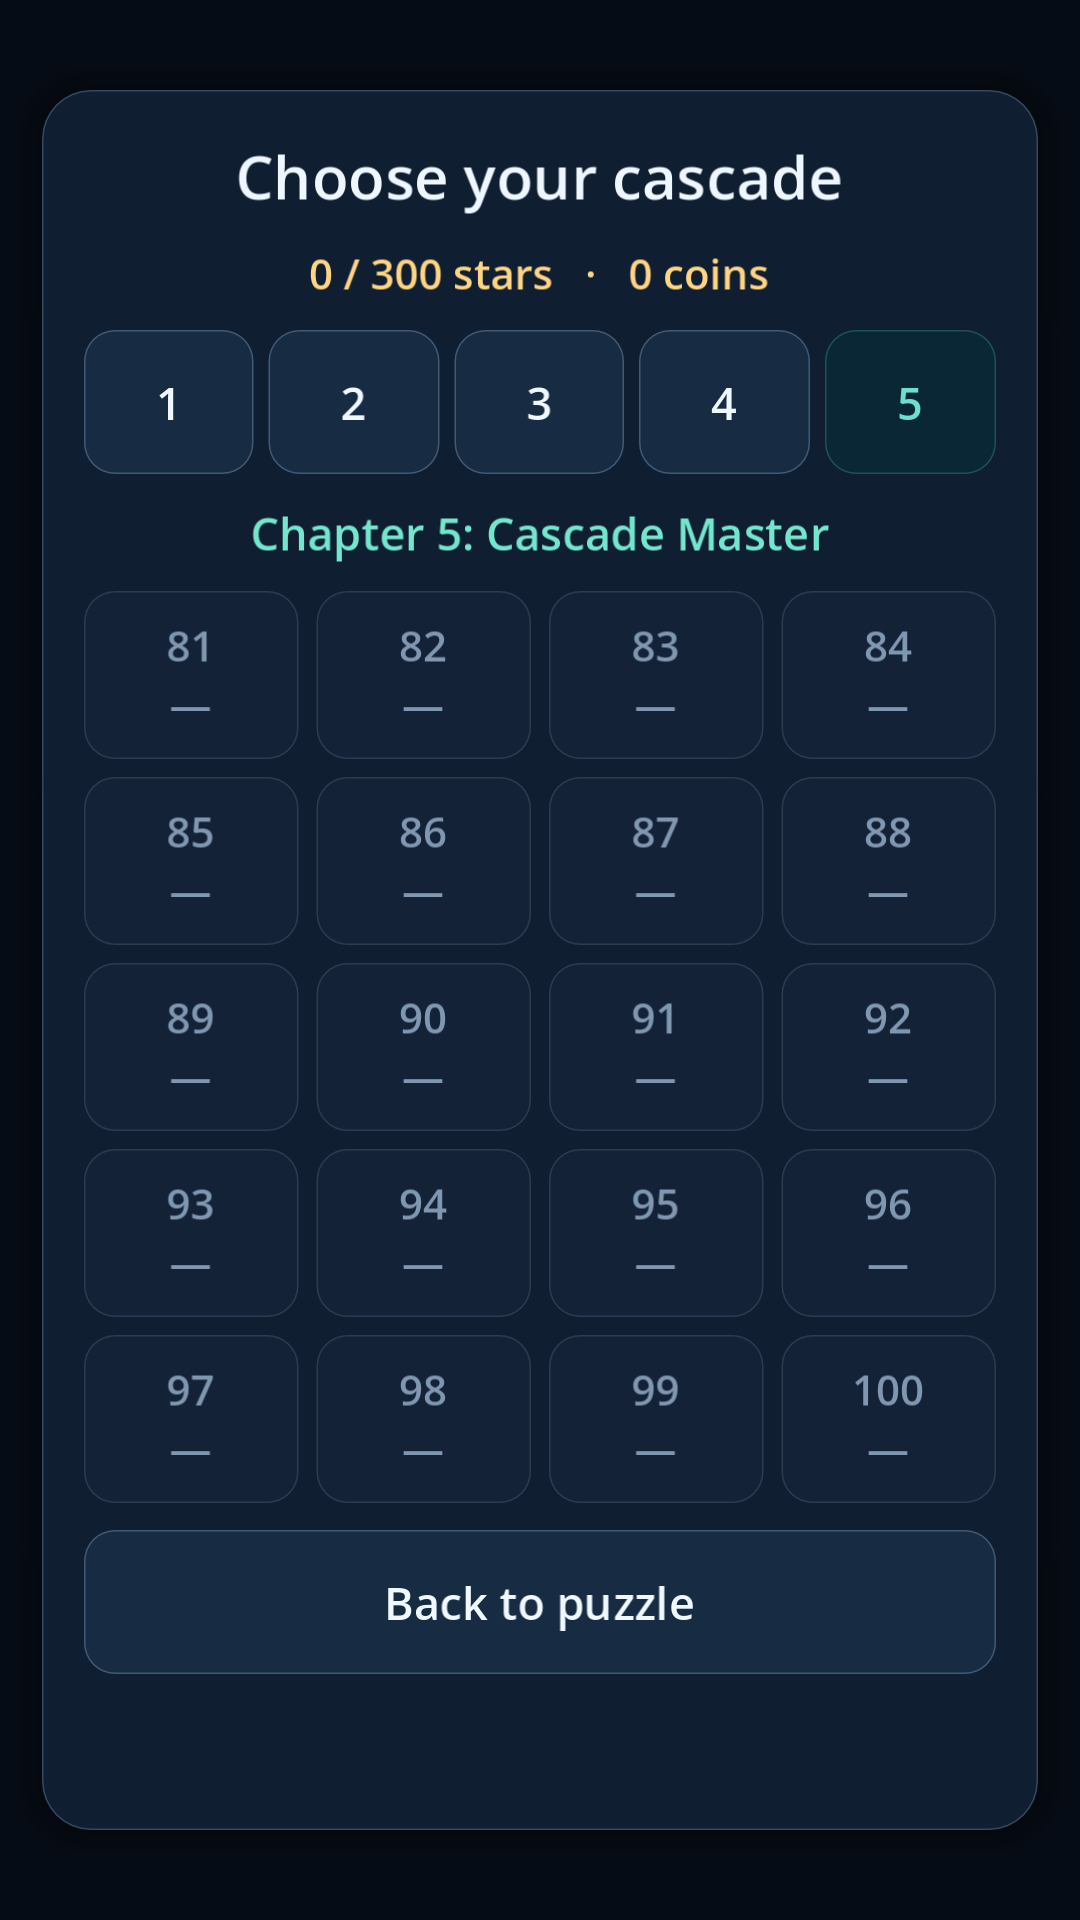 Choose your cascade
0 / 300 stars · 0 coins
1 2 3 4 5
Chapter 5: Cascade Master
81 82 83 84
— — — —
85 86 87 88
— — — —
89 90 91 92
— — — —
93 94 95 96
— — — —
97 98 99 100
— — — —
Back to puzzle